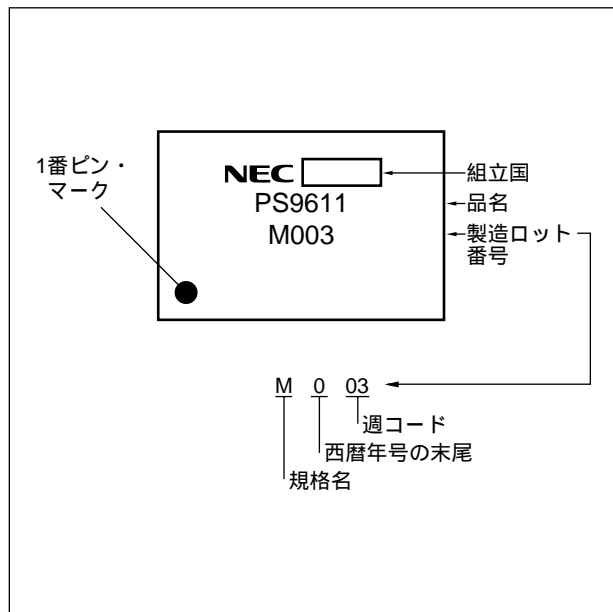 1番ピン・
マーク
NEC
組立国
PS9611
品名
M003
製造ロット
番号
M 0 03
週コード
西暦年号の末尾
規格名